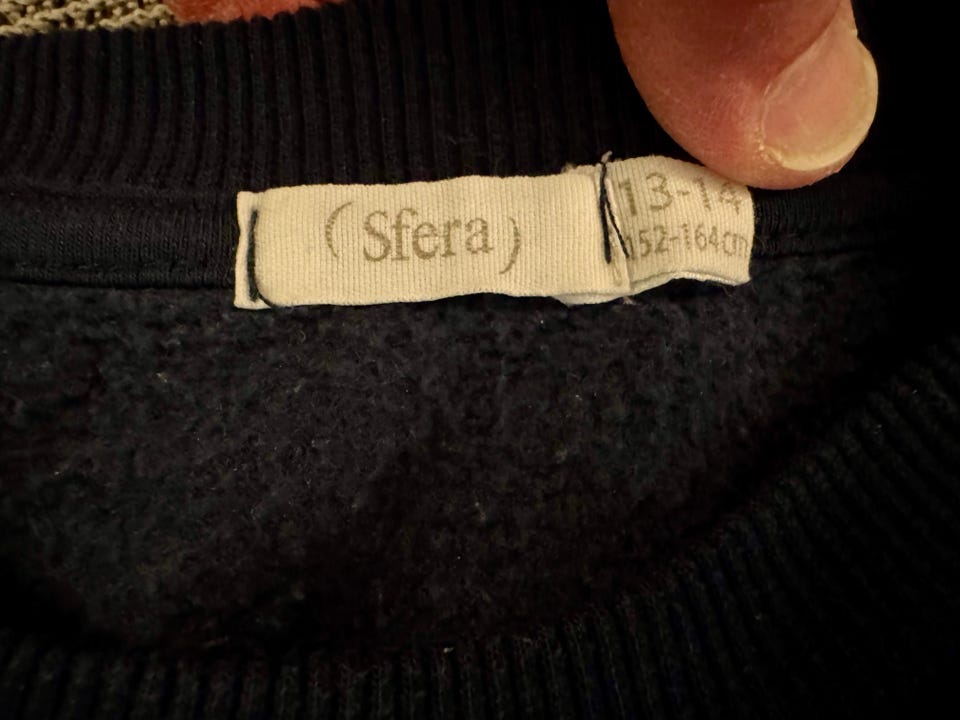 ( Sfera )
13-14
152-164cm